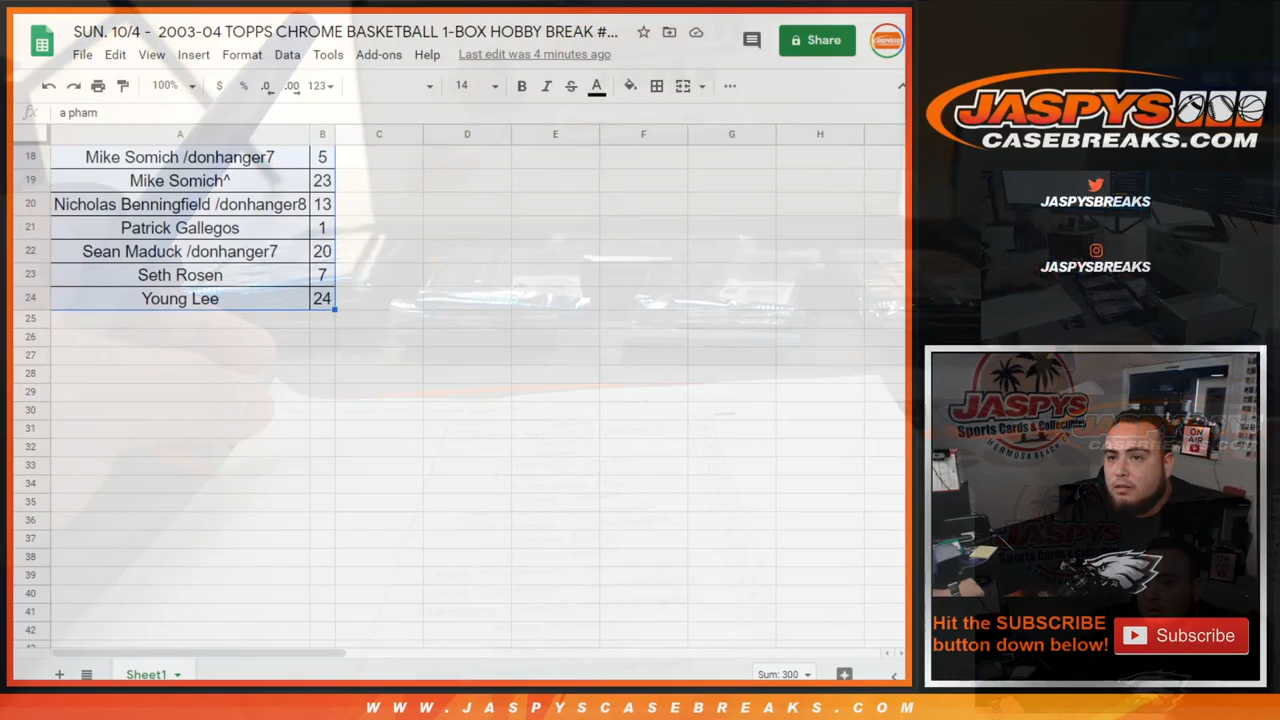 SUN. 10/4 - 2003-04 TOPPS CHROME BASKETBALL 1-BOX HOBBY BREAK #...
Share
File Edit View Insert Format Data Tools Add-ons Help Last edit was 4 minutes ago
100% $ % .0 .00 123 14 B I S A
fx a pham
A B C D E F G H
18 Mike Somich /donhanger7 5
19 Mike Somich^ 23
20 Nicholas Benningfield /donhanger8 13
21 Patrick Gallegos 1
22 Sean Maduck /donhanger7 20
23 Seth Rosen 7
24 Young Lee 24
25
26
27
28
29
30
31
32
33
34
35
36
37
38
39
40
41
42
Sheet1 Sum: 300
JASPYS
CASEBREAKS.COM
JASPYSBREAKS
JASPYSBREAKS
JASPYS
Sports Cards & Collectibles
HERMOSA BEACH, CA
ON AIR
Hit the SUBSCRIBE
button down below!
Subscribe
WWW.JASPYSCASEBREAKS.COM